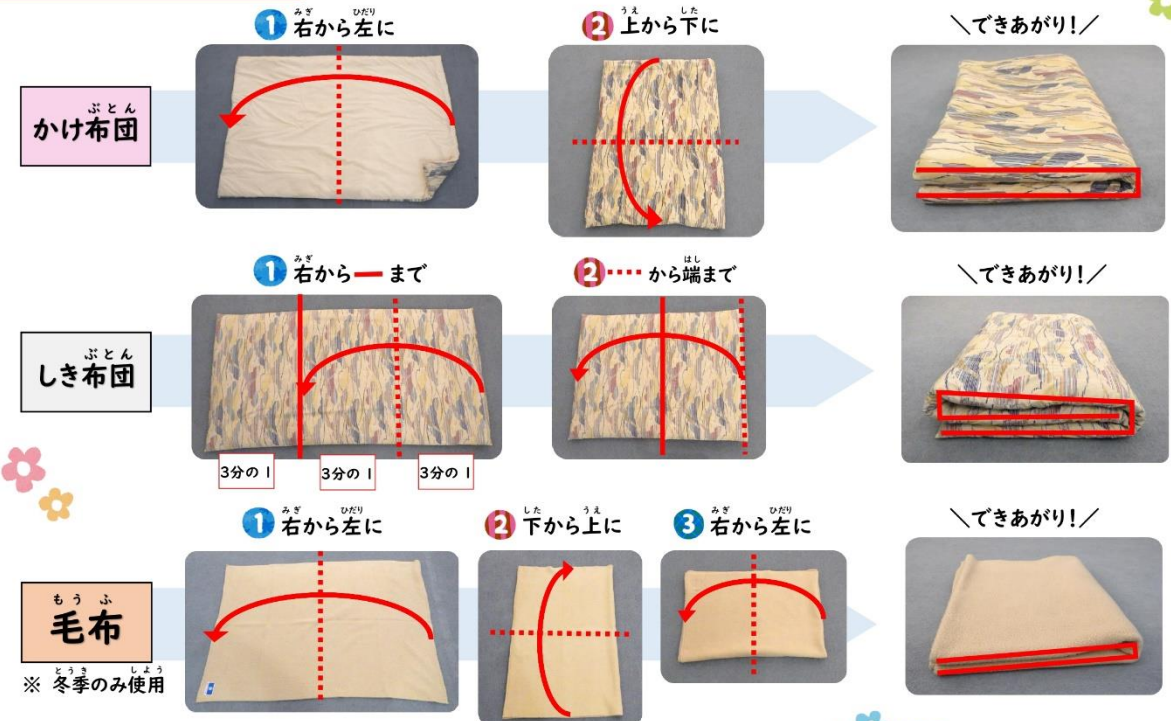 ① 右から左に
② 上から下に
＼できあがり！／
かけ布団
① 右から━まで
② ‥‥から端まで
＼できあがり！／
しき布団
3分の1
3分の1
3分の1
① 右から左に
② 下から上に
③ 右から左に
＼できあがり！／
毛布
※ 冬季のみ使用